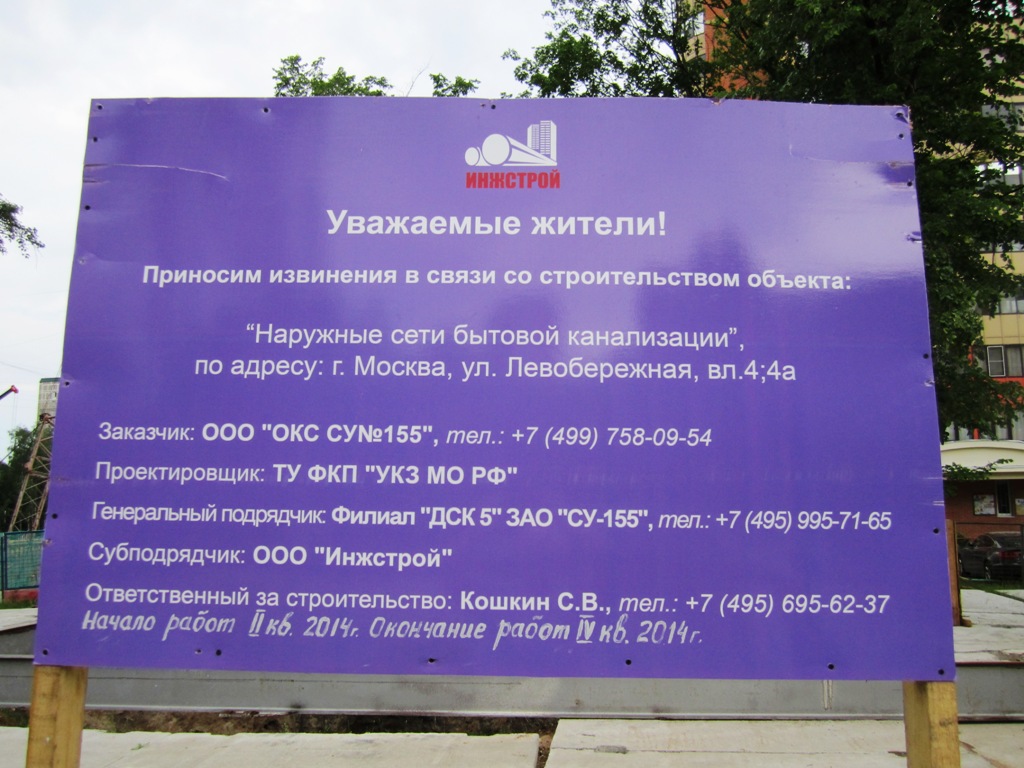 ИНЖСТРОЙ
Уважаемые жители!
Приносим извинения в связи со строительством объекта:
“Наружные сети бытовой канализации”,
по адресу: г. Москва, ул. Левобережная, вл.4;4а
Заказчик: ООО "ОКС СУ№155", тел.: +7 (499) 758-09-54
Проектировщик: ТУ ФКП "УКЗ МО РФ"
Генеральный подрядчик: Филиал "ДСК 5" ЗАО "СУ-155", тел.: +7 (495) 995-71-65
Субподрядчик: ООО "Инжстрой"
Ответственный за строительство: Кошкин С.В., тел.: +7 (495) 695-62-37
Начало работ II кв. 2014г. Окончание работ IV кв. 2014г.